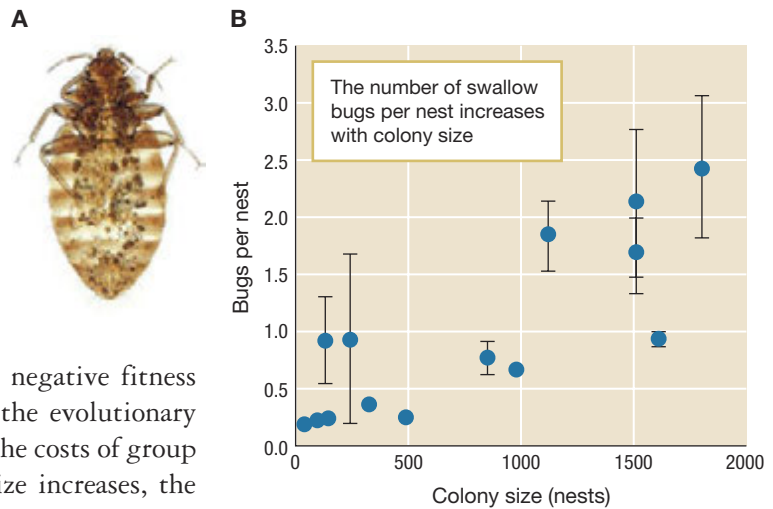 A
B
3.5
3.0
2.5
2.0
1.5
1.0
0.5
0.0
Bugs per nest
The number of swallow
bugs per nest increases
with colony size
0
500
1000
1500
2000
Colony size (nests)
negative fitness
the evolutionary
he costs of group
ize increases, the